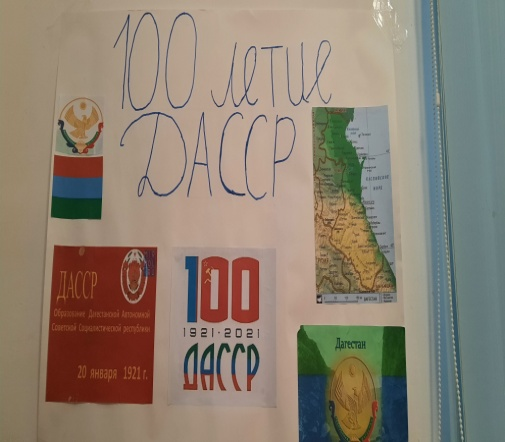 100 летие
ДАССР
ДАССР
Образование Дагестанской Автономной
Советской Социалистической республики
20 января 1921 г.
100
1921-2021
ДАССР
Дагестан